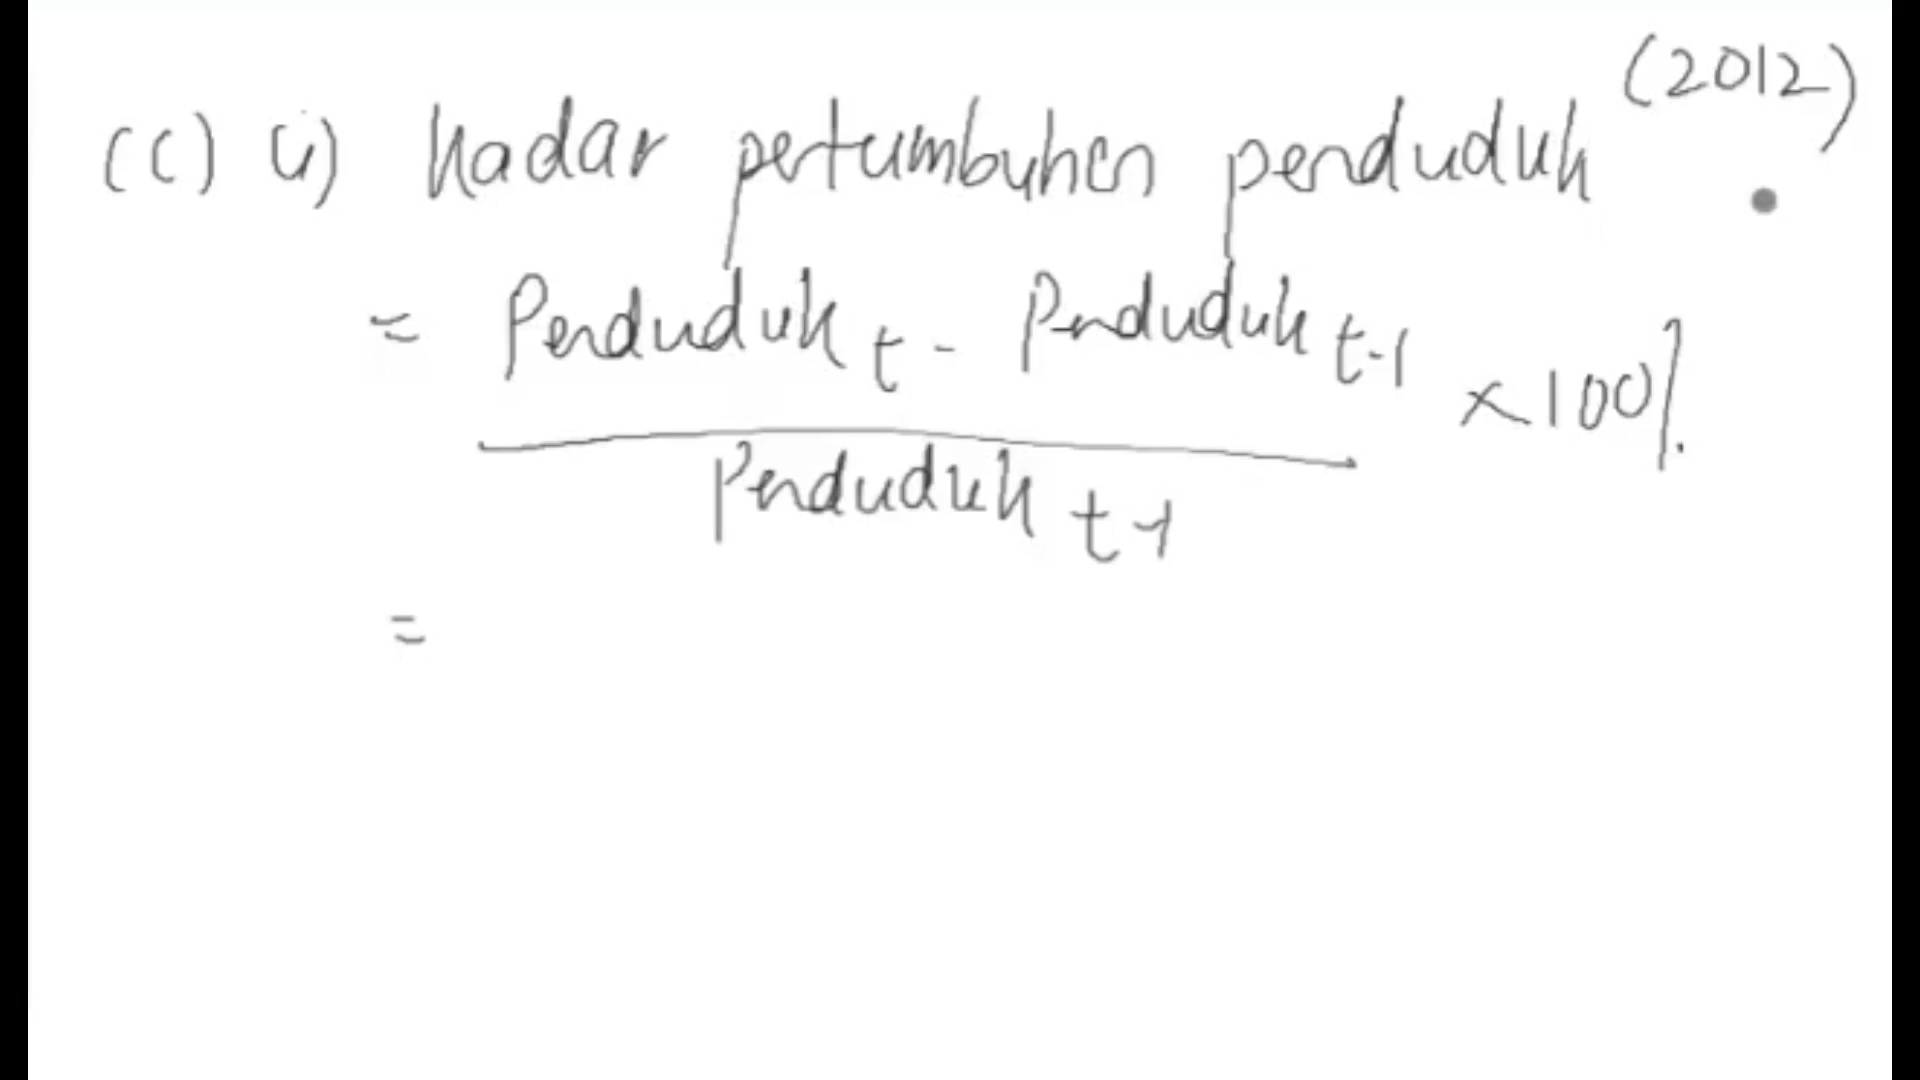 (c) (i) Kadar pertumbuhan penduduk (2012)
= Penduduk t - Penduduk t-1 × 100%
Penduduk t-1
=